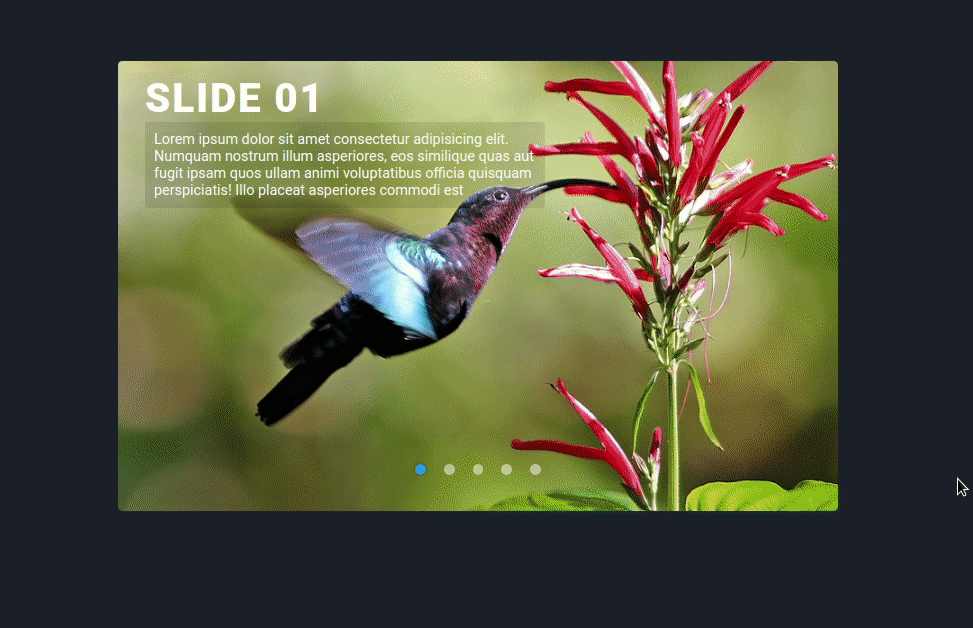 SLIDE 01
Lorem ipsum dolor sit amet consectetur adipisicing elit.
Numquam nostrum illum asperiores, eos similique quas aut
fugit ipsam quos ullam animi voluptatibus officia quisquam
perspiciatis! Illo placeat asperiores commodi est